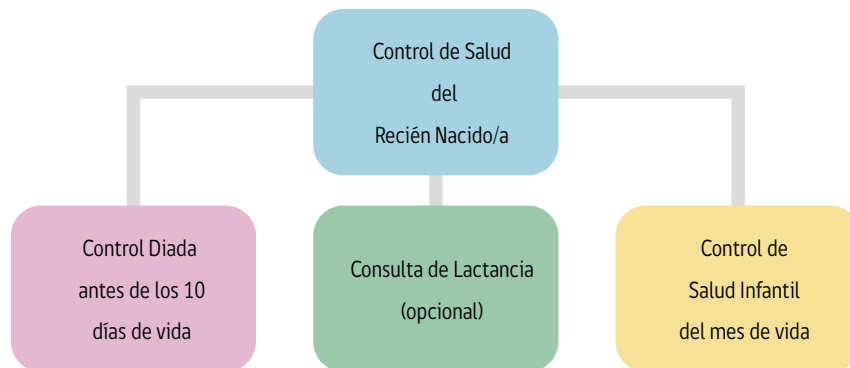 Control de Salud
del
Recién Nacido/a
Control Diada
antes de los 10
días de vida
Consulta de Lactancia
(opcional)
Control de
Salud Infantil
del mes de vida